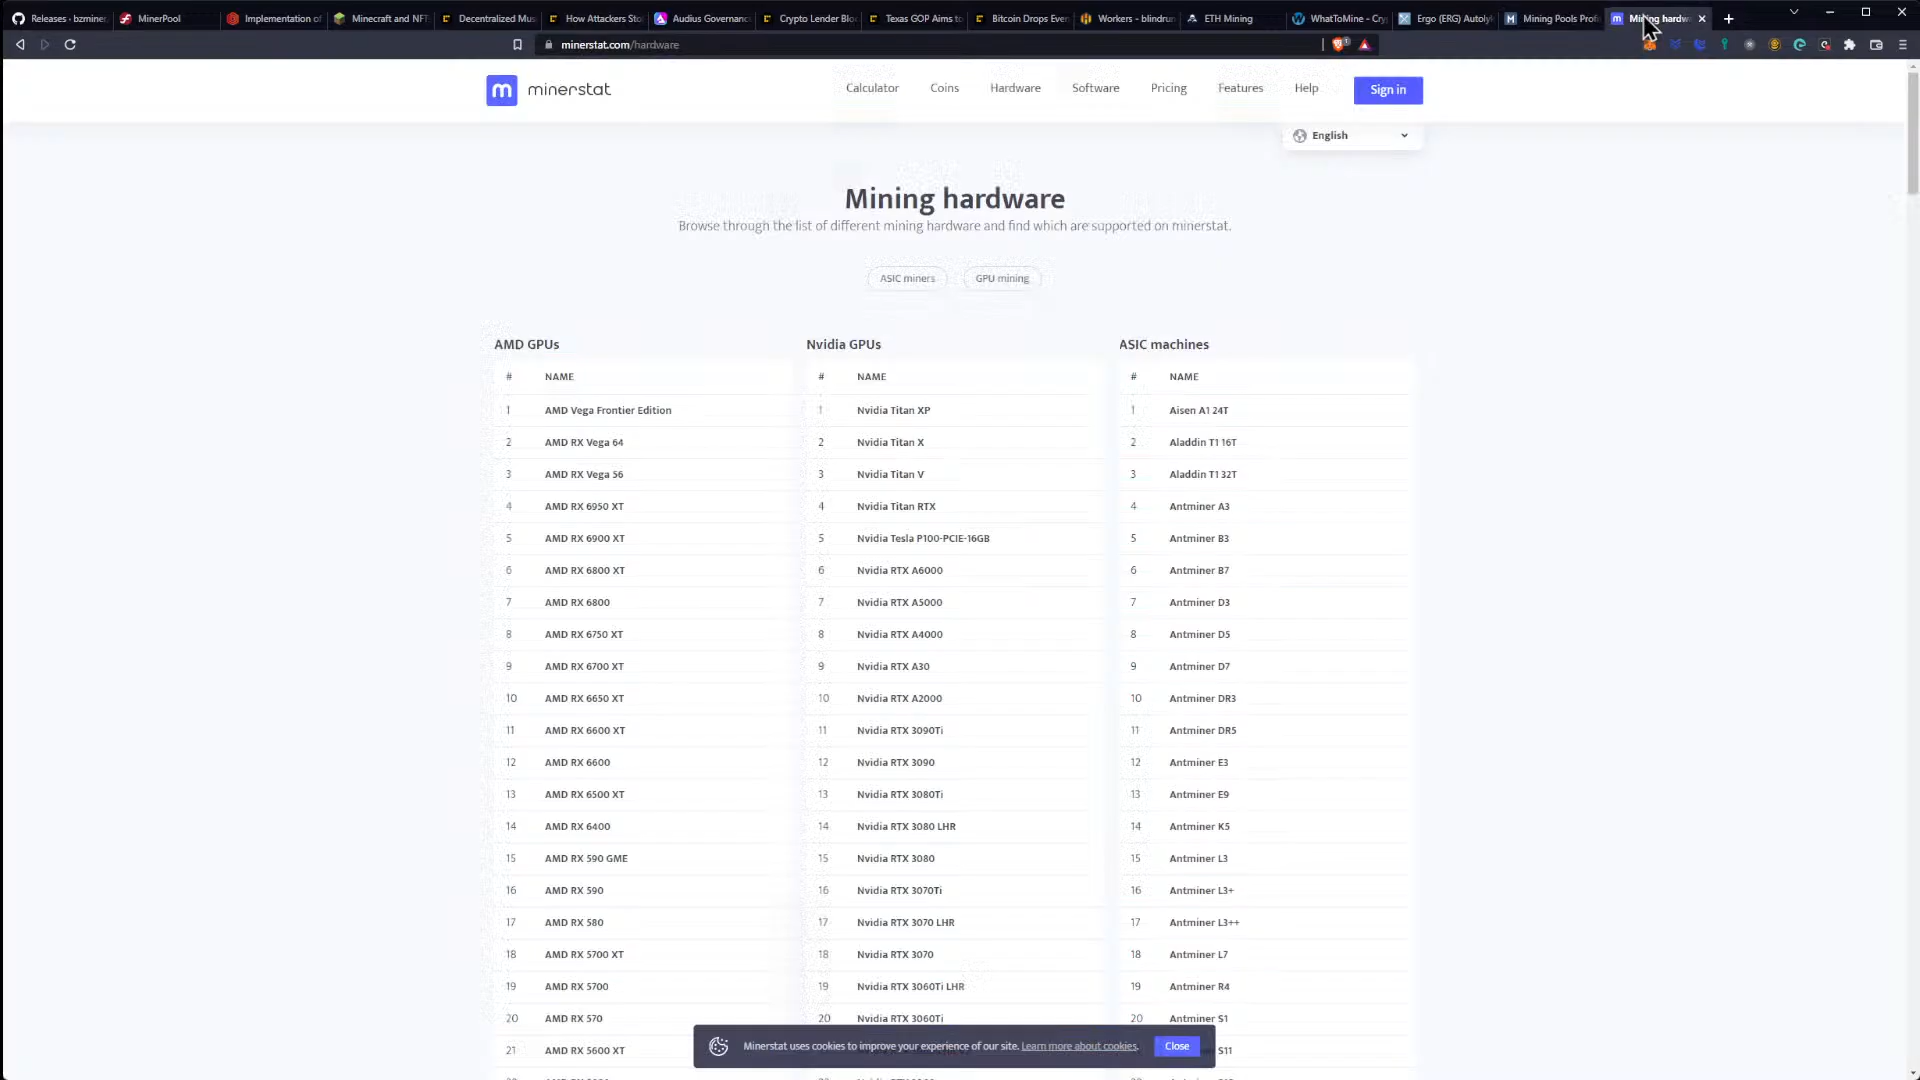 Releases - bzminer
MinerPool
Implementation of
Minecraft and NFT
Decentralized Mus
How Attackers Sto
Audius Governanc
Crypto Lender Blo
Texas GOP Aims to
Bitcoin Drops Even
Workers - blindrun
ETH Mining
WhatToMine - Cry
Ergo (ERG) Autolyk
Mining Pools Profi
Mining hardw
minerstat.com/hardware
m minerstat
Calculator
Coins
Hardware
Software
Pricing
Features
Help
Sign in
English
Mining hardware
Browse through the list of different mining hardware and find which are supported on minerstat.
ASIC miners
GPU mining
AMD GPUs
# NAME
1 AMD Vega Frontier Edition
2 AMD RX Vega 64
3 AMD RX Vega 56
4 AMD RX 6950 XT
5 AMD RX 6900 XT
6 AMD RX 6800 XT
7 AMD RX 6800
8 AMD RX 6750 XT
9 AMD RX 6700 XT
10 AMD RX 6650 XT
11 AMD RX 6600 XT
12 AMD RX 6600
13 AMD RX 6500 XT
14 AMD RX 6400
15 AMD RX 590 GME
16 AMD RX 590
17 AMD RX 580
18 AMD RX 5700 XT
19 AMD RX 5700
20 AMD RX 570
21 AMD RX 5600 XT
Nvidia GPUs
# NAME
1 Nvidia Titan XP
2 Nvidia Titan X
3 Nvidia Titan V
4 Nvidia Titan RTX
5 Nvidia Tesla P100-PCIE-16GB
6 Nvidia RTX A6000
7 Nvidia RTX A5000
8 Nvidia RTX A4000
9 Nvidia RTX A30
10 Nvidia RTX A2000
11 Nvidia RTX 3090Ti
12 Nvidia RTX 3090
13 Nvidia RTX 3080Ti
14 Nvidia RTX 3080 LHR
15 Nvidia RTX 3080
16 Nvidia RTX 3070Ti
17 Nvidia RTX 3070 LHR
18 Nvidia RTX 3070
19 Nvidia RTX 3060Ti LHR
20 Nvidia RTX 3060Ti
ASIC machines
# NAME
1 Aisen A1 24T
2 Aladdin T1 16T
3 Aladdin T1 32T
4 Antminer A3
5 Antminer B3
6 Antminer B7
7 Antminer D3
8 Antminer D5
9 Antminer D7
10 Antminer DR3
11 Antminer DR5
12 Antminer E3
13 Antminer E9
14 Antminer K5
15 Antminer L3
16 Antminer L3+
17 Antminer L3++
18 Antminer L7
19 Antminer R4
20 Antminer S1
S11
Minerstat uses cookies to improve your experience of our site. Learn more about cookies.
Close